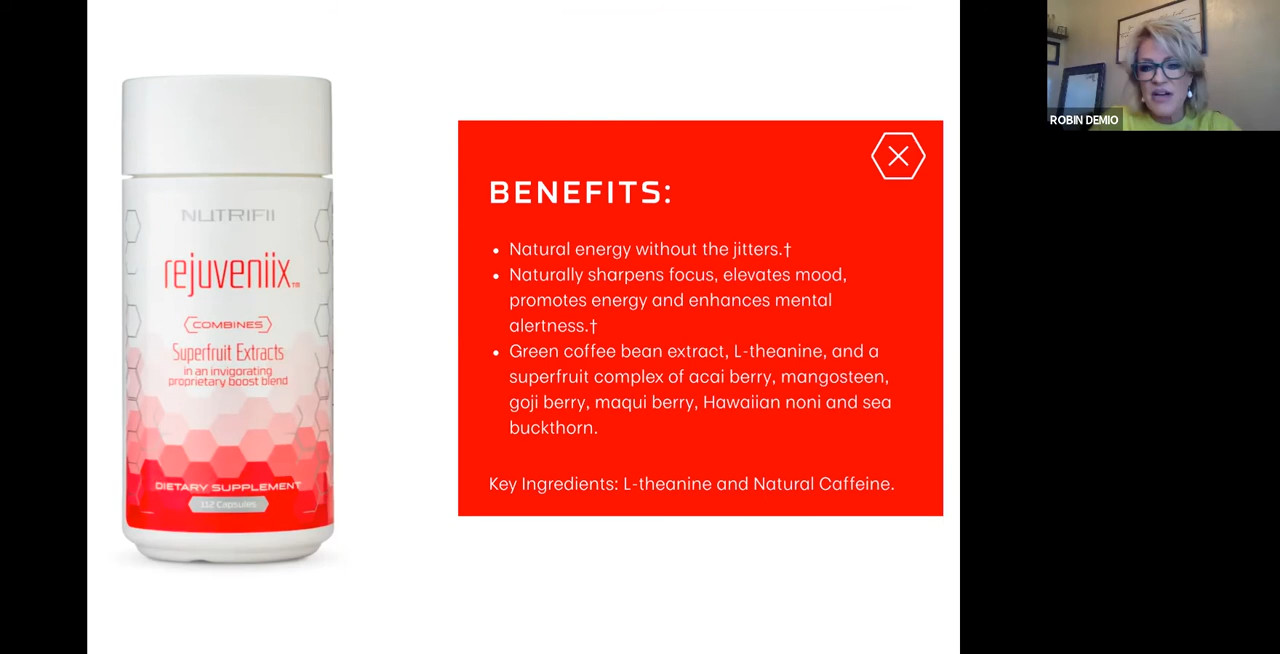 NUTRIFII
rejuveniix™
COMBINES
Superfruit Extracts
in an invigorating
proprietary boost blend
DIETARY SUPPLEMENT
112 Capsules
BENEFITS:
• Natural energy without the jitters.†
• Naturally sharpens focus, elevates mood,
promotes energy and enhances mental
alertness.†
• Green coffee bean extract, L-theanine, and a
superfruit complex of acai berry, mangosteen,
goji berry, maqui berry, Hawaiian noni and sea
buckthorn.
Key Ingredients: L-theanine and Natural Caffeine.
ROBIN DEMIO